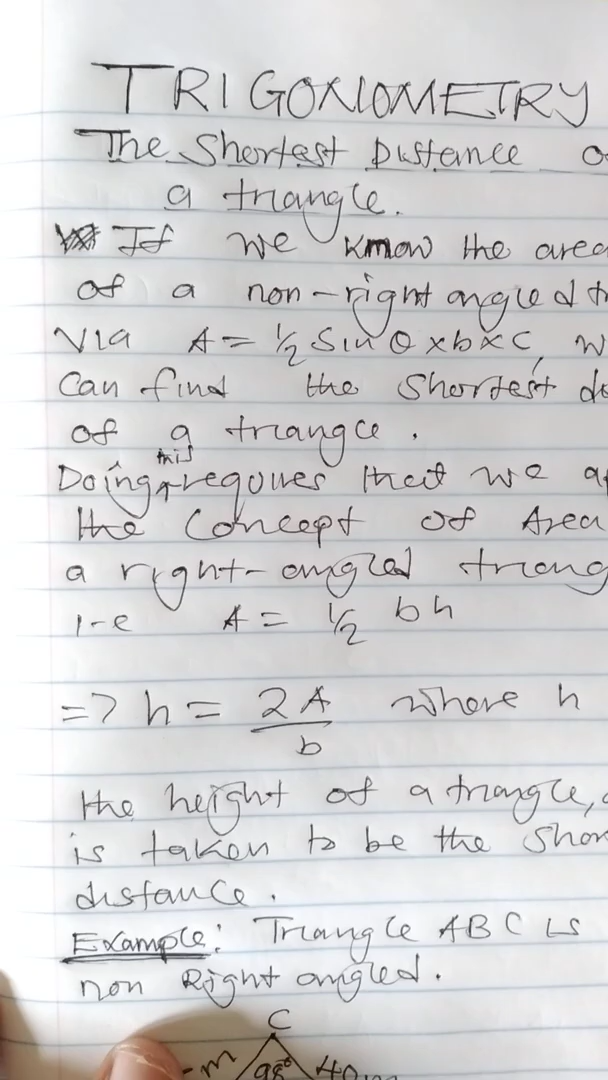 TRIGONIOMETRY
The Shortest Distance
a triangle.
If we know the area
of a non-right angled
via A = ½ Sin θ x b x c,
Can find the Shortest
of a triangle.
this
Doing requires that we
the Concept of Area
a right-angled
i-e A = ½ bh
=> h = 2A where h
b
the height of a triangle,
is taken to be the
distance.
Example: Triangle ABC is
non Right angled.
C
m 98° 40